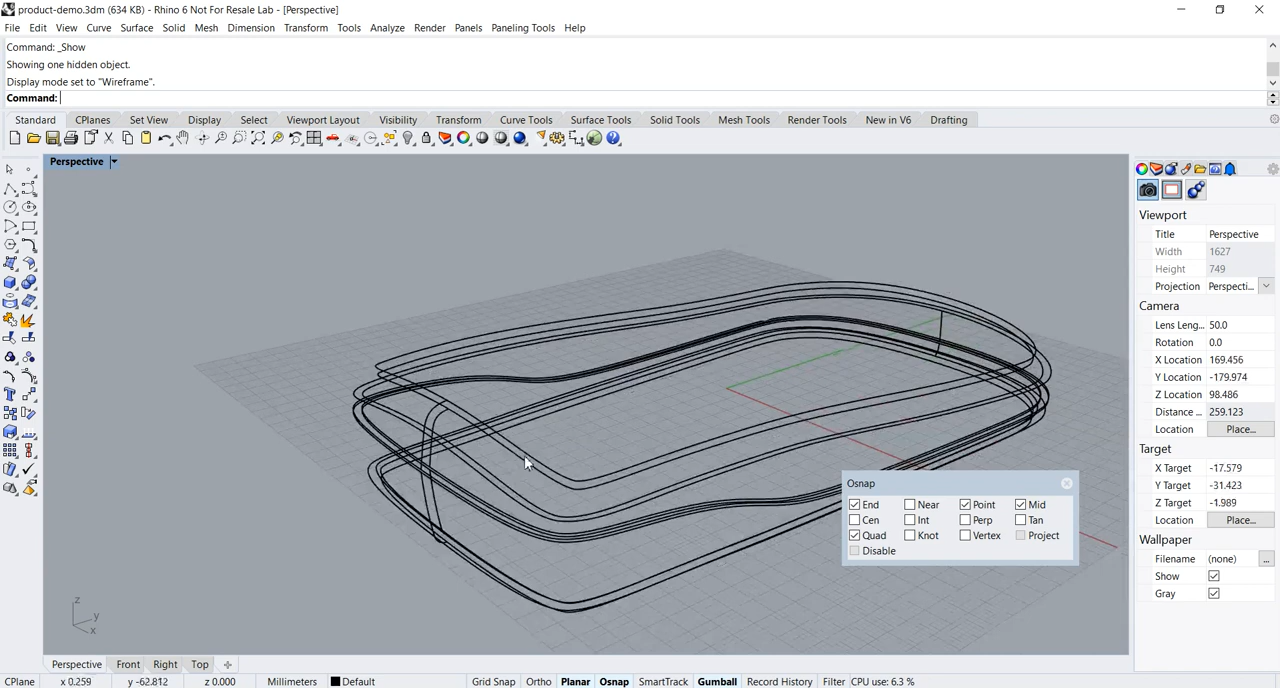 product-demo.3dm (634 KB) - Rhino 6 Not For Resale Lab - [Perspective]
File Edit View Curve Surface Solid Mesh Dimension Transform Tools Analyze Render Panels Paneling Tools Help
Command: _Show
Showing one hidden object.
Display mode set to "Wireframe".
Command:
Standard CPlanes Set View Display Select Viewport Layout Visibility Transform Curve Tools Surface Tools Solid Tools Mesh Tools Render Tools New in V6 Drafting
Perspective
Viewport
Title Perspective
Width 1627
Height 749
Projection Perspecti...
Camera
Lens Leng... 50.0
Rotation 0.0
X Location 169.456
Y Location -179.974
Z Location 98.486
Distance ... 259.123
Location Place...
Target
X Target -17.579
Y Target -31.423
Z Target -1.989
Location Place...
Wallpaper
Filename (none) ...
Show
Gray
Osnap
End Near Point Mid
Cen Int Perp Tan
Quad Knot Vertex Project
Disable
z
y
x
Perspective Front Right Top
CPlane x 0.259 y -62.812 z 0.000 Millimeters Default Grid Snap Ortho Planar Osnap SmartTrack Gumball Record History Filter CPU use: 6.3 %